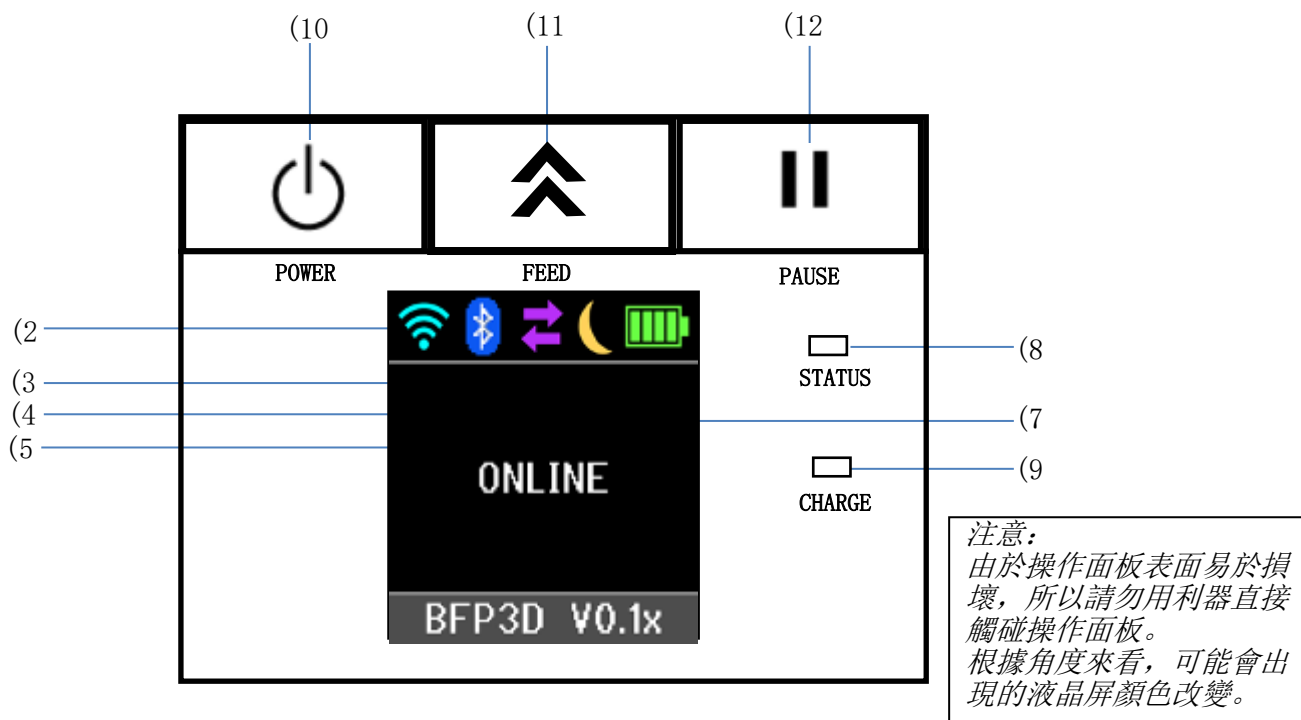 (10
(11
(12
POWER
FEED
PAUSE
(2
(8
STATUS
(3
(4
(7
(5
ONLINE
(9
CHARGE
注意：
由於操作面板表面易於損
壞，所以請勿用利器直接
觸碰操作面板。
根據角度來看，可能會出
現的液晶屏顏色改變。
BFP3D V0.1x